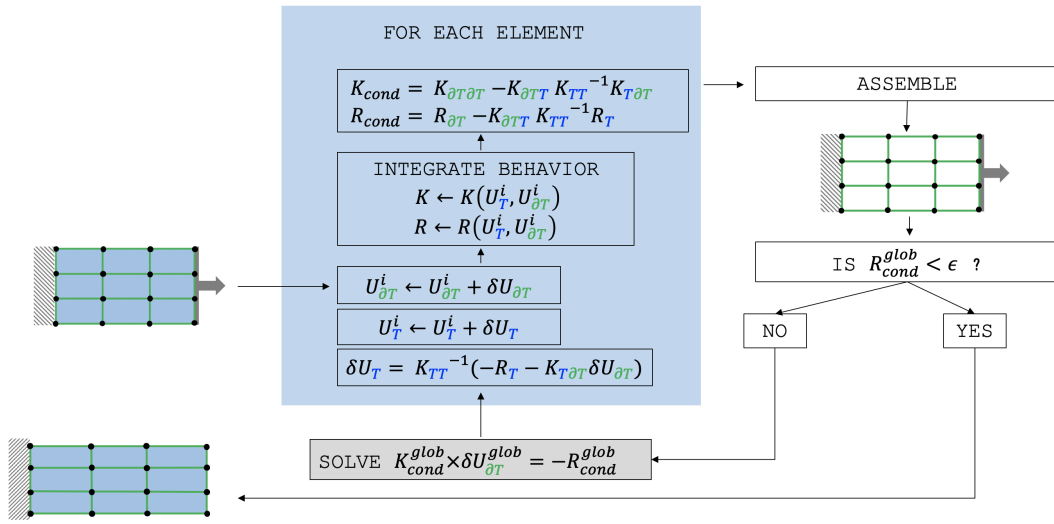 FOR EACH ELEMENT
K_cond = K_∂T∂T − K_∂TT K_TT⁻¹ K_T∂T
R_cond = R_∂T − K_∂TT K_TT⁻¹ R_T
INTEGRATE BEHAVIOR
K ← K(U_T^i, U_∂T^i)
R ← R(U_T^i, U_∂T^i)
U_∂T^i ← U_∂T^i + δU_∂T
U_T^i ← U_T^i + δU_T
δU_T = K_TT⁻¹(−R_T − K_T∂T δU_∂T)
ASSEMBLE
IS R_cond^glob < ϵ ?
NO
YES
SOLVE K_cond^glob × δU_∂T^glob = −R_cond^glob